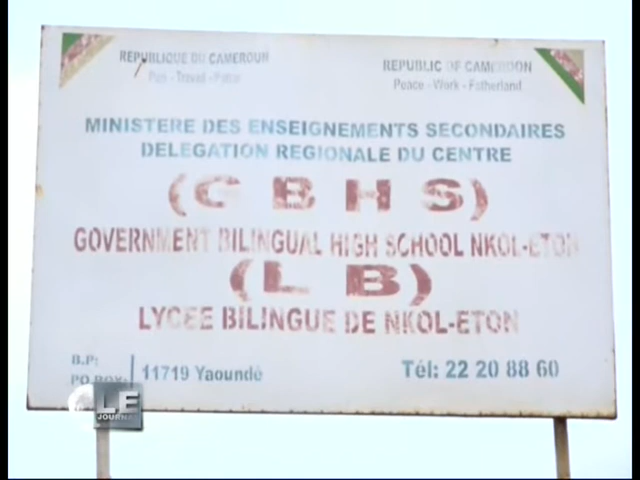 REPUBLIQUE DU CAMEROUN
Paix - Travail - Patrie
REPUBLIC OF CAMEROON
Peace - Work - Fatherland
MINISTERE DES ENSEIGNEMENTS SECONDAIRES
DELEGATION REGIONALE DU CENTRE
(G B H S)
GOVERNMENT BILINGUAL HIGH SCHOOL NKOL-ETON
(L B)
LYCEE BILINGUE DE NKOL-ETON
B.P:
PO BOX: 11719 Yaoundé
Tél: 22 20 88 60
LE
JOURNAL